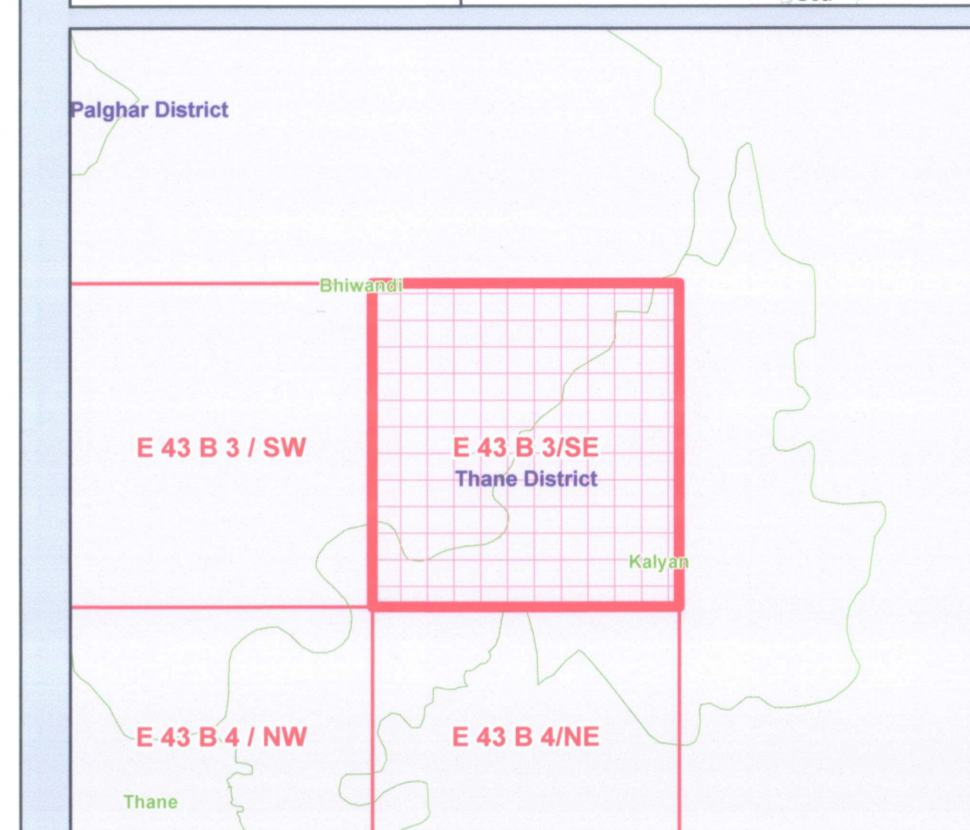 Palghar District
Bhiwandi
E 43 B 3 / SW
E 43 B 3/SE
Thane District
Kalyan
E 43 B 4 / NW
E 43 B 4/NE
Thane